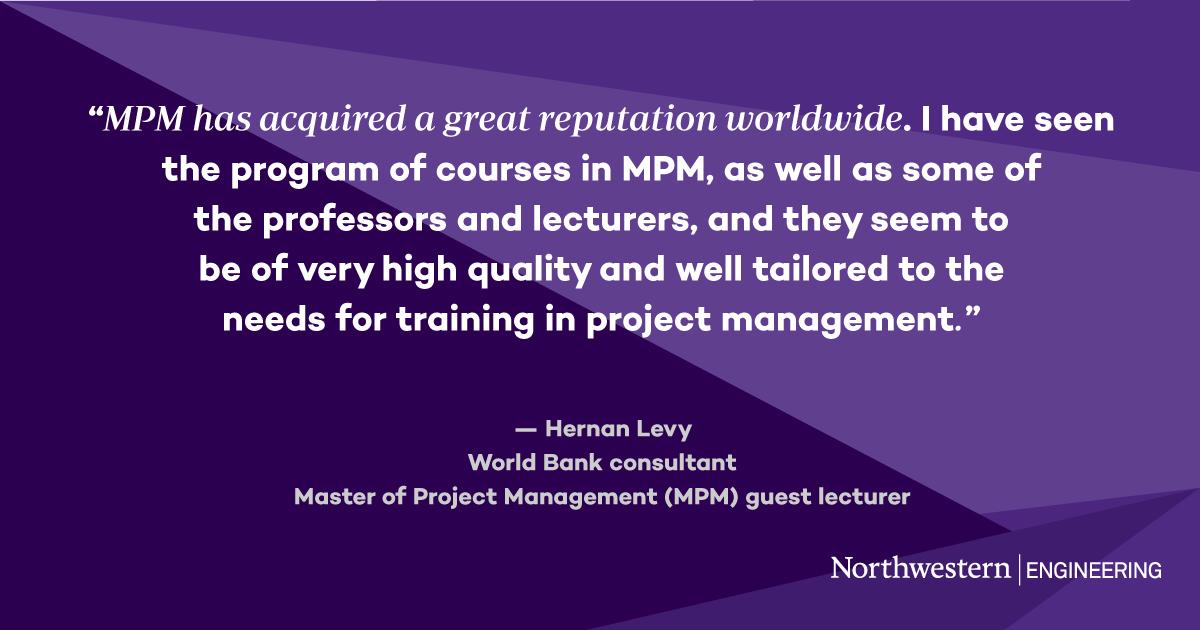 “MPM has acquired a great reputation worldwide. I have seen
the program of courses in MPM, as well as some of
the professors and lecturers, and they seem to
be of very high quality and well tailored to the
needs for training in project management.”
— Hernan Levy
World Bank consultant
Master of Project Management (MPM) guest lecturer
Northwestern | ENGINEERING